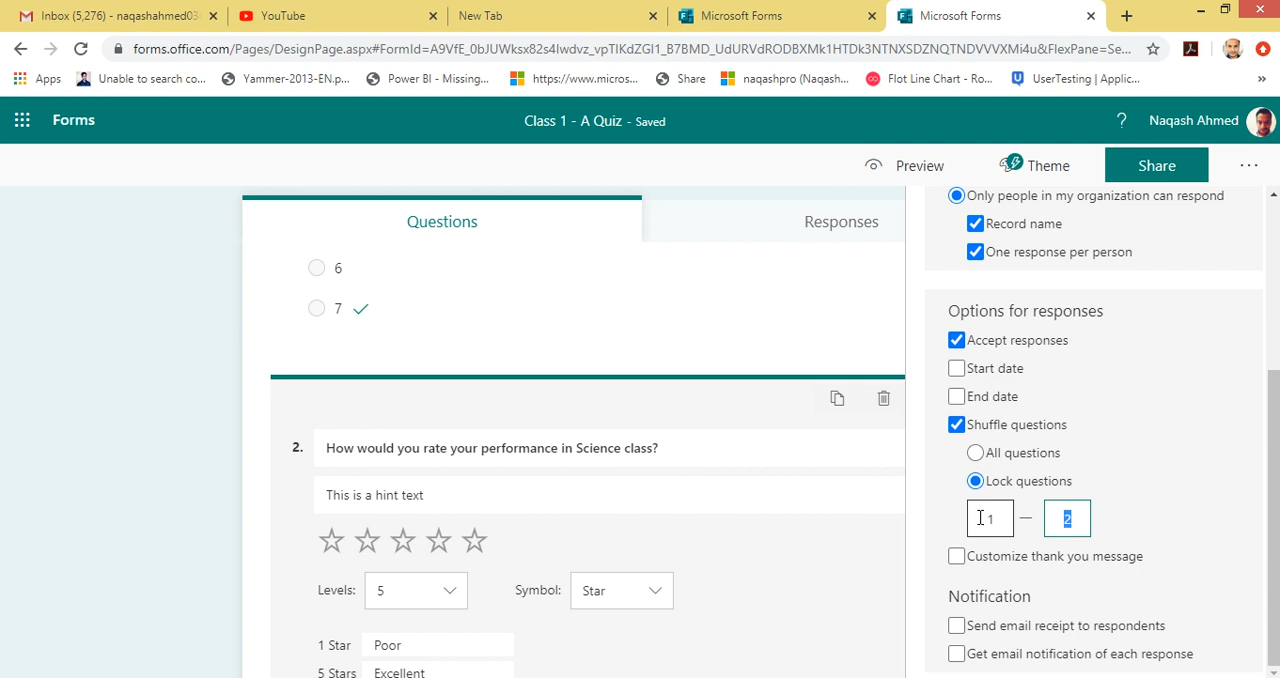 Inbox (5,276) - naqashahmed03
YouTube
New Tab
Microsoft Forms
Microsoft Forms
forms.office.com/Pages/DesignPage.aspx#FormId=A9VfE_0bJUWksx82s4Iwdvz_vpTIKdZGI1_B7BMD_UdURVdRODBXMk1HTDk3NTNXSDZNQTNDVVVXMi4u&FlexPane=Se...
Apps
Unable to search co...
Yammer-2013-EN.p...
Power BI - Missing...
https://www.micros...
Share
naqashpro (Naqash...
Flot Line Chart - Ro...
UserTesting | Applic...
»
Forms
Class 1 - A Quiz - Saved
?
Naqash Ahmed
Preview
Theme
Share
...
Questions
Responses
6
7
2.
How would you rate your performance in Science class?
This is a hint text
Levels:
5
Symbol:
Star
1 Star
Poor
5 Stars
Excellent
Only people in my organization can respond
Record name
One response per person
Options for responses
Accept responses
Start date
End date
Shuffle questions
All questions
Lock questions
1 — 2
Customize thank you message
Notification
Send email receipt to respondents
Get email notification of each response